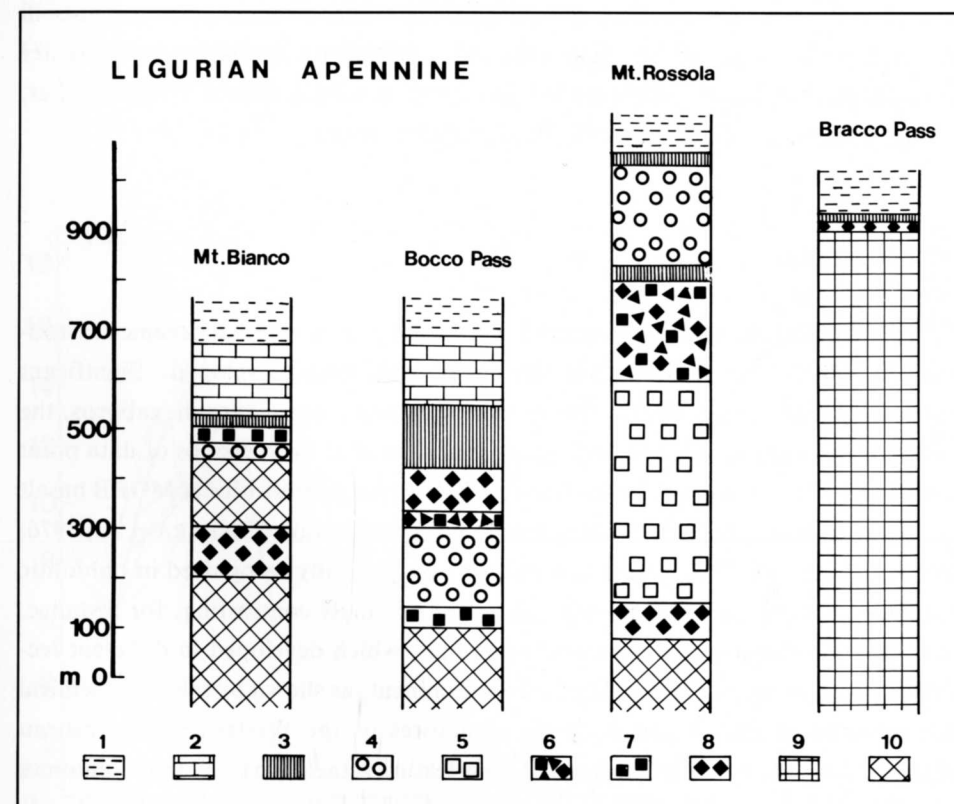 LIGURIAN APENNINE
Mt.Rossola
Bracco Pass
Mt.Bianco
Bocco Pass
900
700
500
300
100
m 0
1 2 3 4 5 6 7 8 9 10